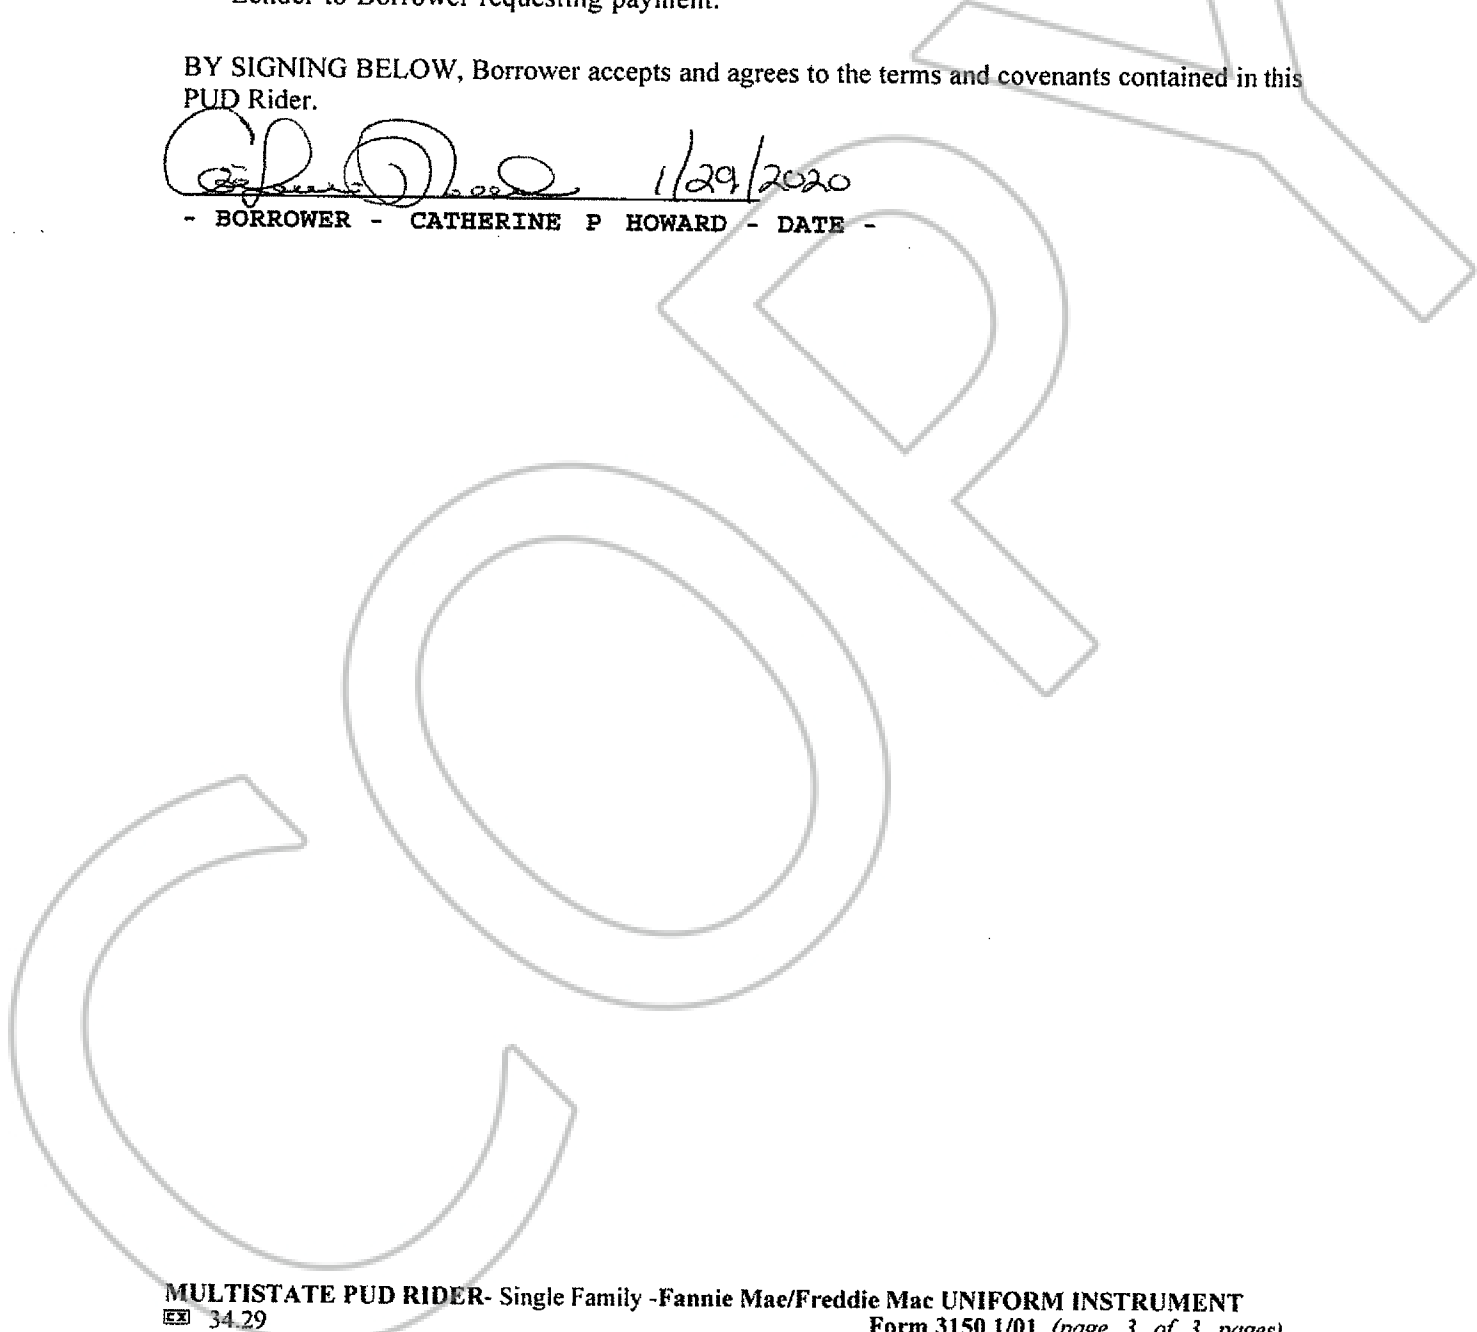 Lender to Borrower requesting payment.
BY SIGNING BELOW, Borrower accepts and agrees to the terms and covenants contained in this
PUD Rider.
1/29/2020
- BORROWER - CATHERINE P HOWARD - DATE -
COPY
MULTISTATE PUD RIDER- Single Family -Fannie Mae/Freddie Mac UNIFORM INSTRUMENT
EX 34.29
Form 3150 1/01 (page 3 of 3 pages)